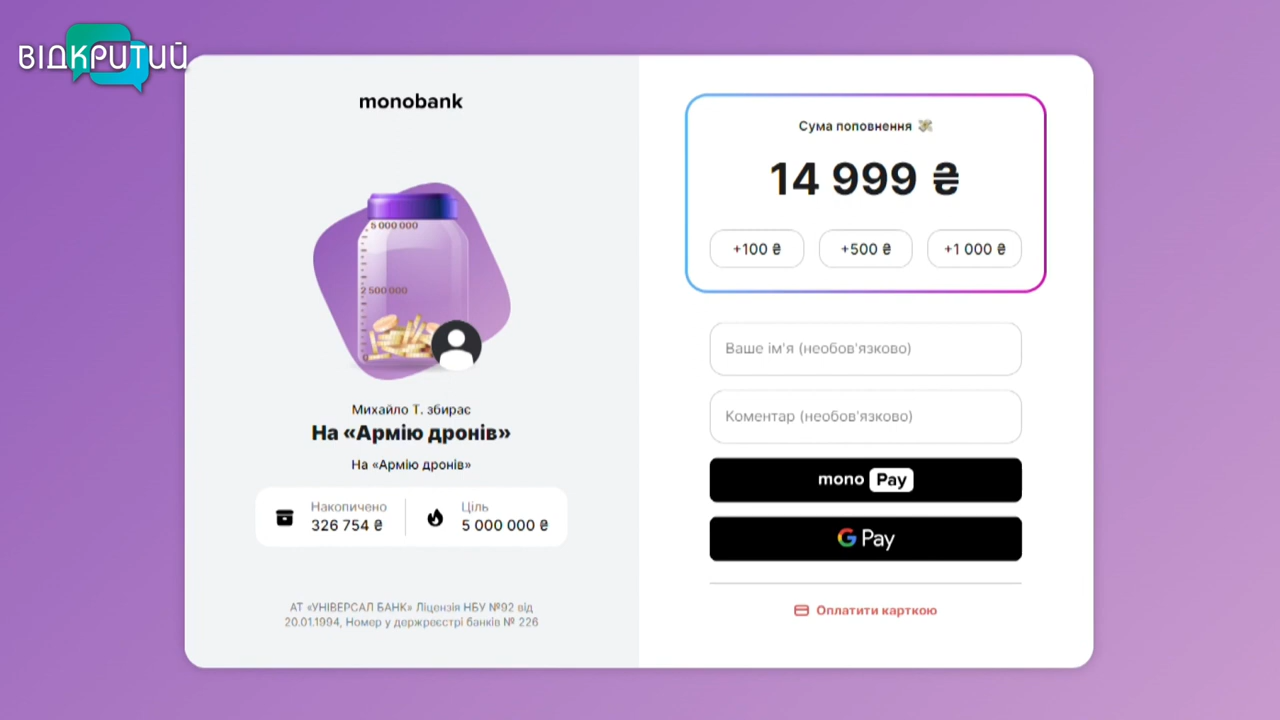 ВІДКРИТИЙ
monobank
5 000 000
2 500 000
0
Михайло Т. збирає
На «Армію дронів»
На «Армію дронів»
Накопичено
326 754 ₴
Ціль
5 000 000 ₴
АТ «УНІВЕРСАЛ БАНК» Ліцензія НБУ №92 від
20.01.1994, Номер у держреєстрі банків № 226
Сума поповнення 💸
14 999 ₴
+100 ₴
+500 ₴
+1 000 ₴
Ваше ім'я (необов'язково)
Коментар (необов'язково)
mono Pay
G Pay
Оплатити карткою